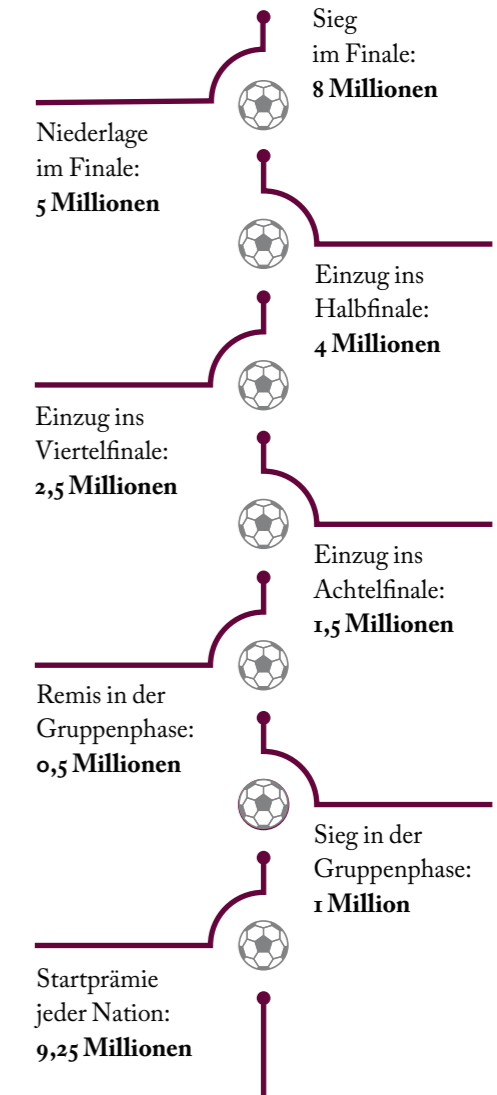 Sieg
im Finale:
8 Millionen
Niederlage
im Finale:
5 Millionen
Einzug ins
Halbfinale:
4 Millionen
Einzug ins
Viertelfinale:
2,5 Millionen
Einzug ins
Achtelfinale:
1,5 Millionen
Remis in der
Gruppenphase:
0,5 Millionen
Sieg in der
Gruppenphase:
1 Million
Startprämie
jeder Nation:
9,25 Millionen